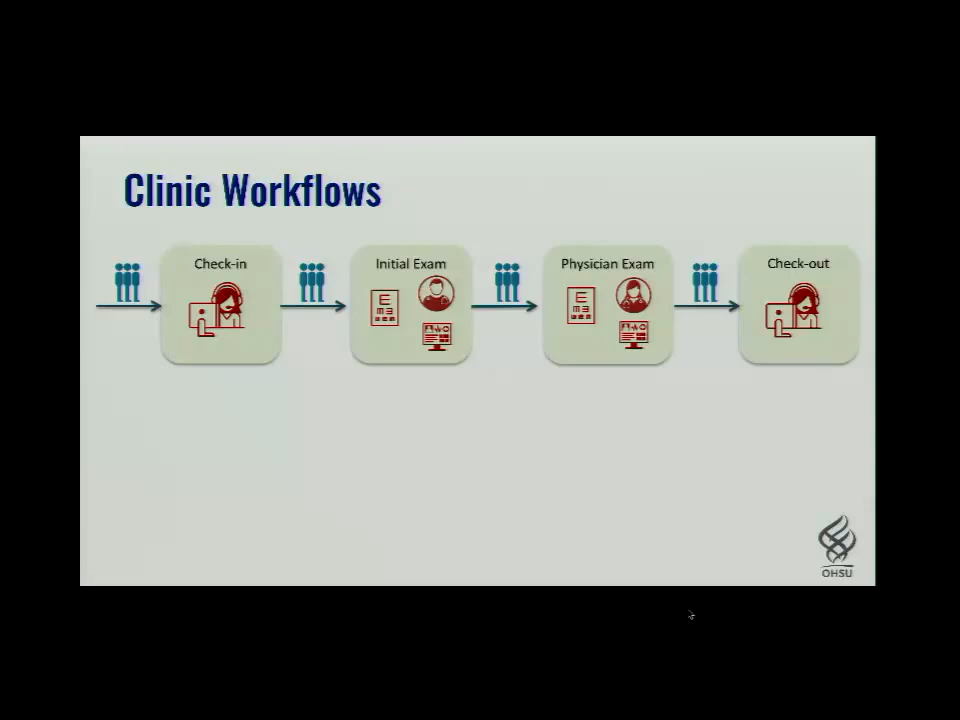 Clinic Workflows
Check-in
Initial Exam
Physician Exam
Check-out
OHSU